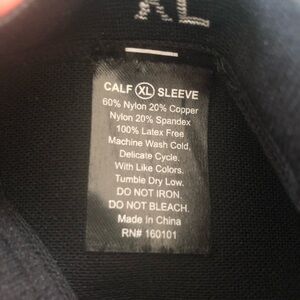 XL
CALF XL SLEEVE
60% Nylon 20% Copper
Nylon 20% Spandex
100% Latex Free
Machine Wash Cold,
Delicate Cycle.
With Like Colors.
Tumble Dry Low.
DO NOT IRON.
DO NOT BLEACH.
Made In China
RN# 160101